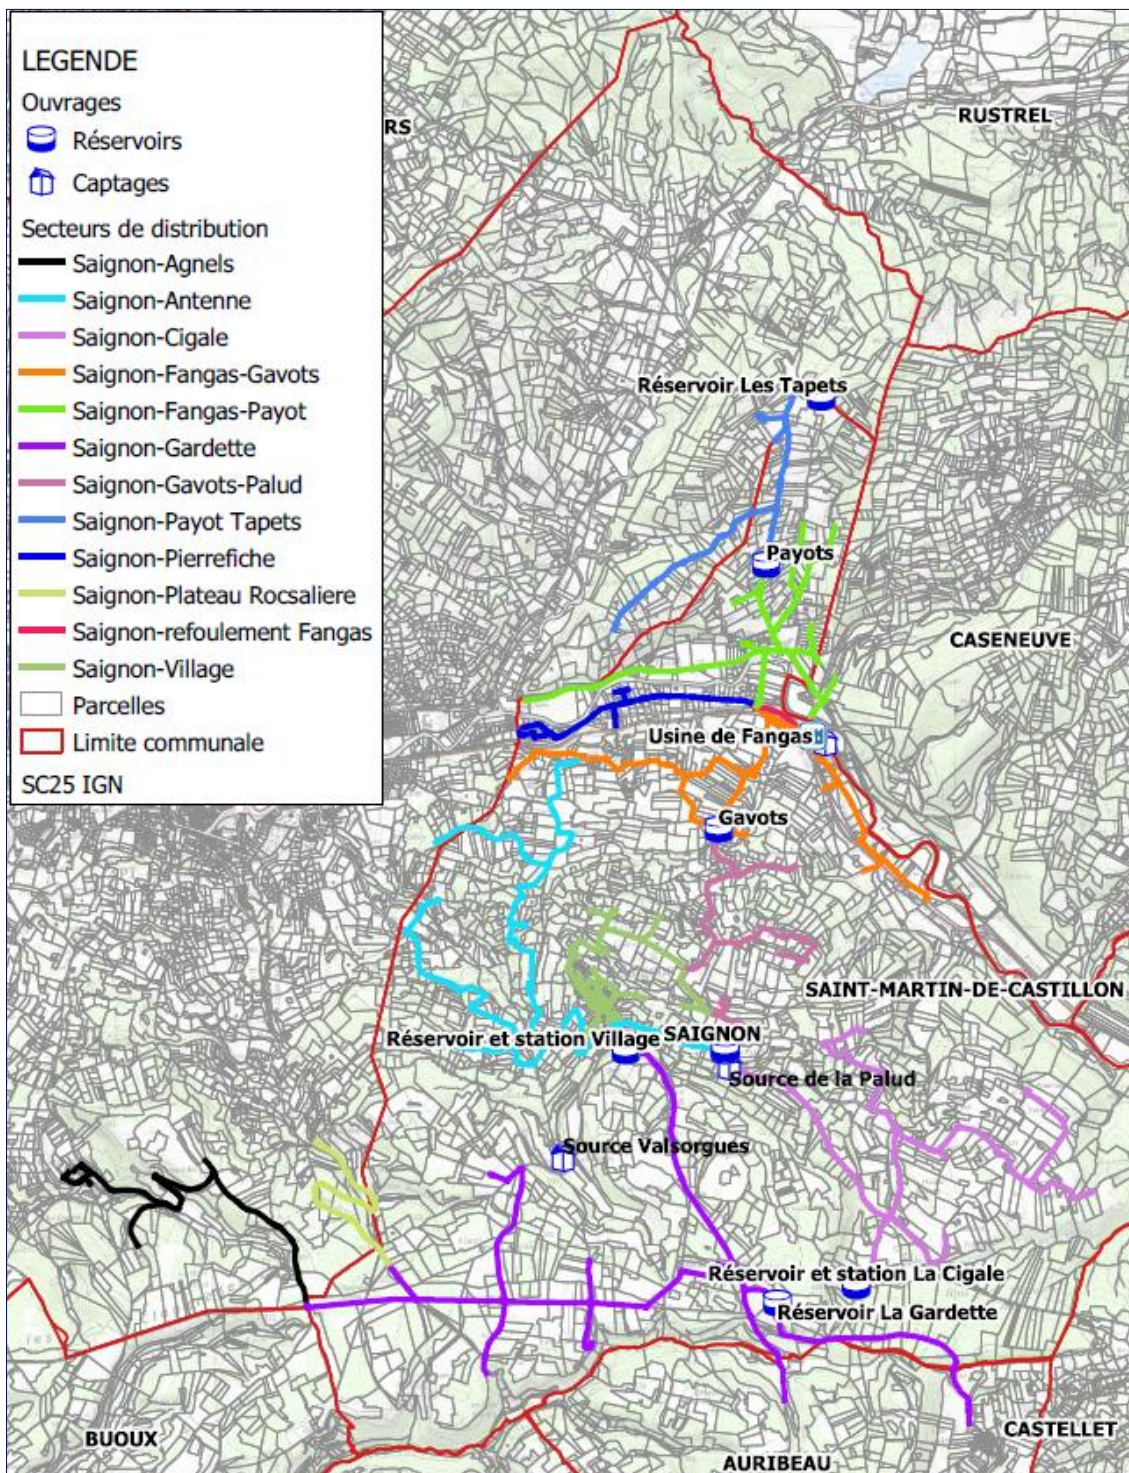 LEGENDE
Ouvrages
Réservoirs
Captages
Secteurs de distribution
Saignon-Agnels
Saignon-Antenne
Saignon-Cigale
Saignon-Fangas-Gavots
Saignon-Fangas-Payot
Saignon-Gardette
Saignon-Gavots-Palud
Saignon-Payot Tapets
Saignon-Pierrefiche
Saignon-Plateau Rocsaliere
Saignon-refoulement Fangas
Saignon-Village
Parcelles
Limite communale
SC25 IGN
RUSTREL
RS
Réservoir Les Tapets
Payots
CASENEUVE
Usine de Fangas
Gavots
SAINT-MARTIN-DE-CASTILLON
Réservoir et station Village
SAIGNON
Source de la Palud
Source Valsorgues
Réservoir et station La Cigale
Réservoir La Gardette
BUOUX
CASTELLET
AURIBEAU